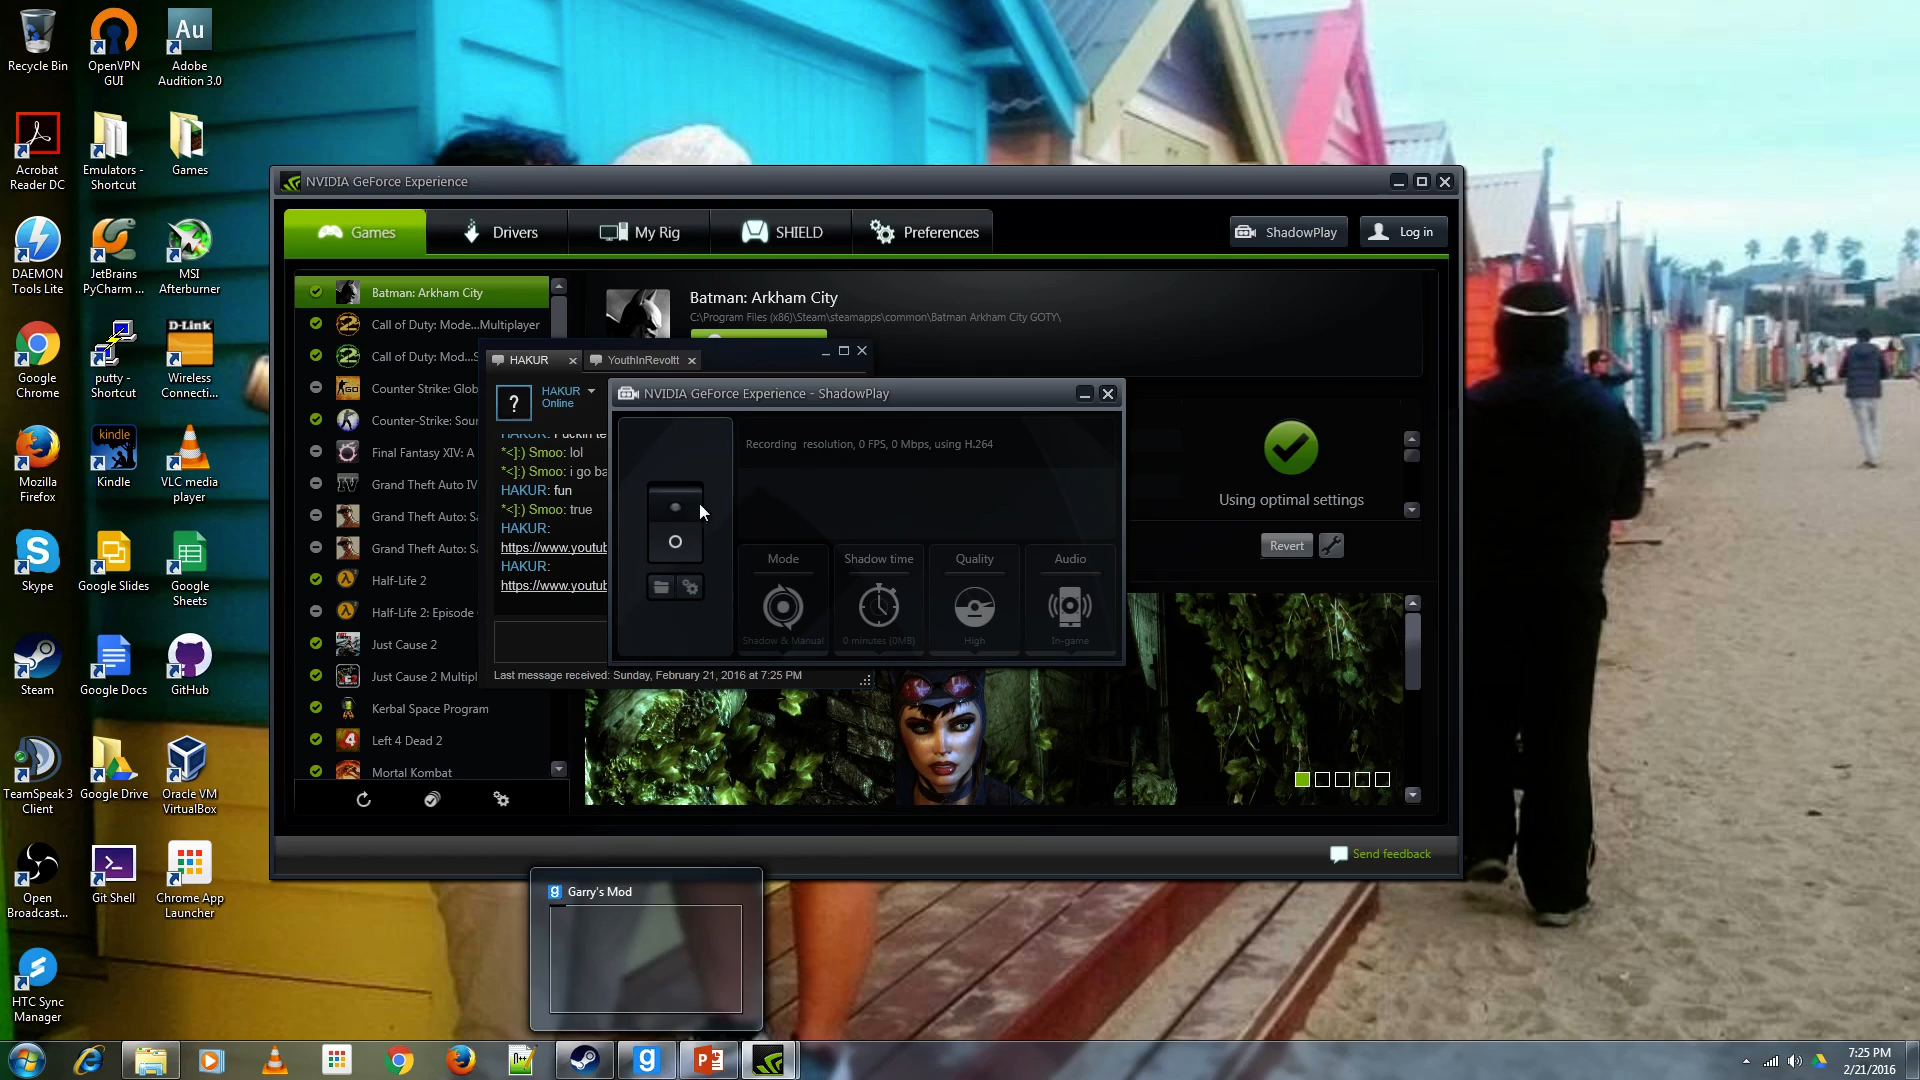 Recycle Bin
OpenVPN GUI
Au
Adobe Audition 3.0
Acrobat Reader DC
Emulators - Shortcut
Games
DAEMON Tools Lite
JetBrains PyCharm ...
MSI Afterburner
Google Chrome
putty - Shortcut
D-Link
Wireless Connecti...
Mozilla Firefox
kindle
Kindle
VLC media player
Skype
Google Slides
Google Sheets
Steam
Google Docs
GitHub
TeamSpeak 3 Client
Google Drive
Oracle VM VirtualBox
Open Broadcast...
Git Shell
Chrome App Launcher
HTC Sync Manager
NVIDIA GeForce Experience
Games
Drivers
My Rig
SHIELD
Preferences
ShadowPlay
Log in
Batman: Arkham City
Call of Duty: Mode...Multiplayer
Call of Duty: Mod...S
Counter Strike: Glob
Counter-Strike: Sour
Final Fantasy XIV: A
Grand Theft Auto IV
Grand Theft Auto: Sa
Grand Theft Auto: Sa
Half-Life 2
Half-Life 2: Episode
Just Cause 2
Just Cause 2 Multipl
Kerbal Space Program
Left 4 Dead 2
Mortal Kombat
Batman: Arkham City
C:\Program Files (x86)\Steam\steamapps\common\Batman Arkham City GOTY\
Using optimal settings
Revert
Send feedback
HAKUR
YouthInRevoltt
?
HAKUR
Online
HAKUR: Fuckin te
*<]:) Smoo: lol
*<]:) Smoo: i go ba
HAKUR: fun
*<]:) Smoo: true
HAKUR:
https://www.youtub
HAKUR:
https://www.youtub
Last message received: Sunday, February 21, 2016 at 7:25 PM
NVIDIA GeForce Experience - ShadowPlay
Recording resolution, 0 FPS, 0 Mbps, using H.264
Mode
Shadow & Manual
Shadow time
0 minutes (0MB)
Quality
High
Audio
In-game
g Garry's Mod
7:25 PM
2/21/2016